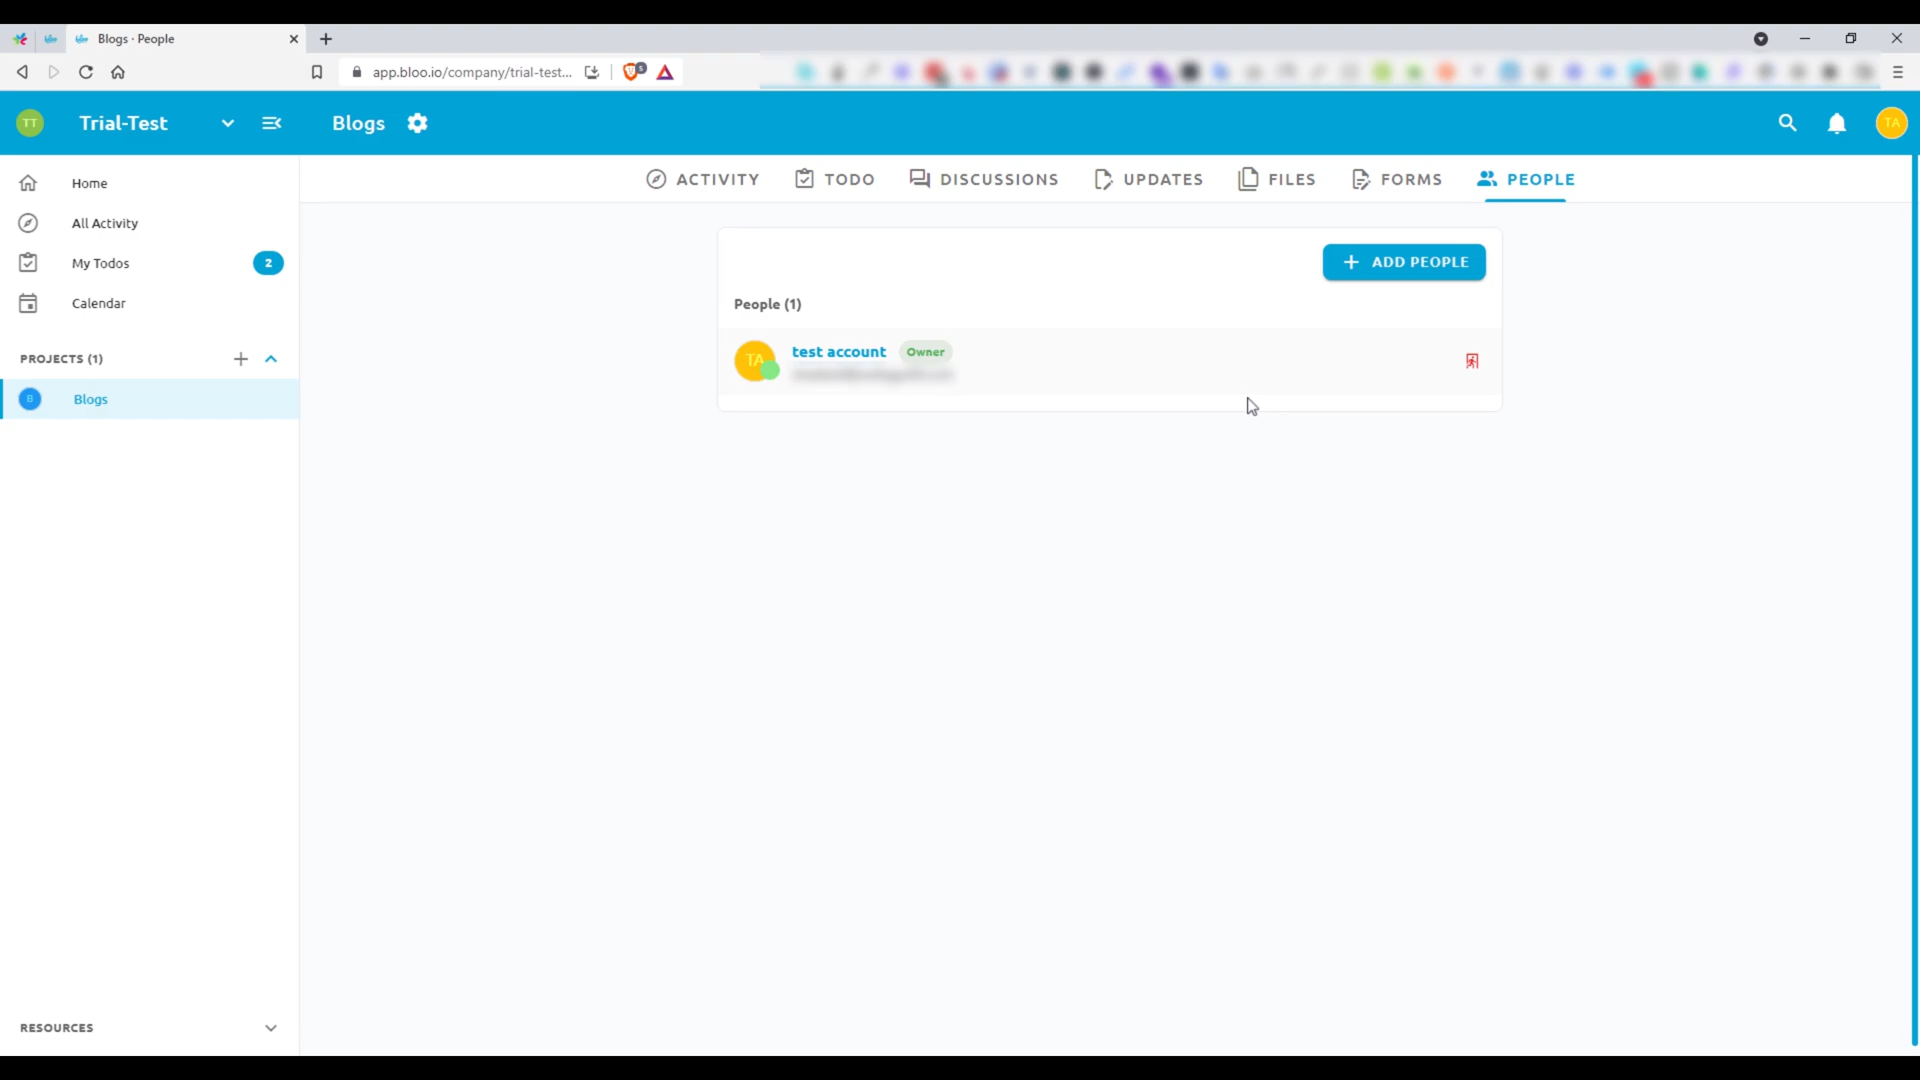 Blogs · People
app.bloo.io/company/trial-test...
5
TT
Trial-Test
Blogs
TA
Home
All Activity
My Todos
2
Calendar
PROJECTS (1)
B
Blogs
RESOURCES
ACTIVITY
TODO
DISCUSSIONS
UPDATES
FILES
FORMS
PEOPLE
ADD PEOPLE
People (1)
TA
test account
Owner